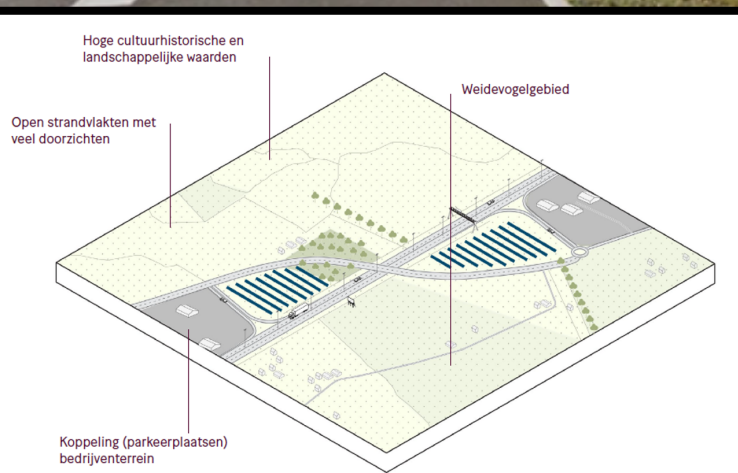 Hoge cultuurhistorische en
landschappelijke waarden
Weidevogelgebied
Open strandvlakten met
veel doorzichten
Koppeling (parkeerplaatsen)
bedrijventerrein